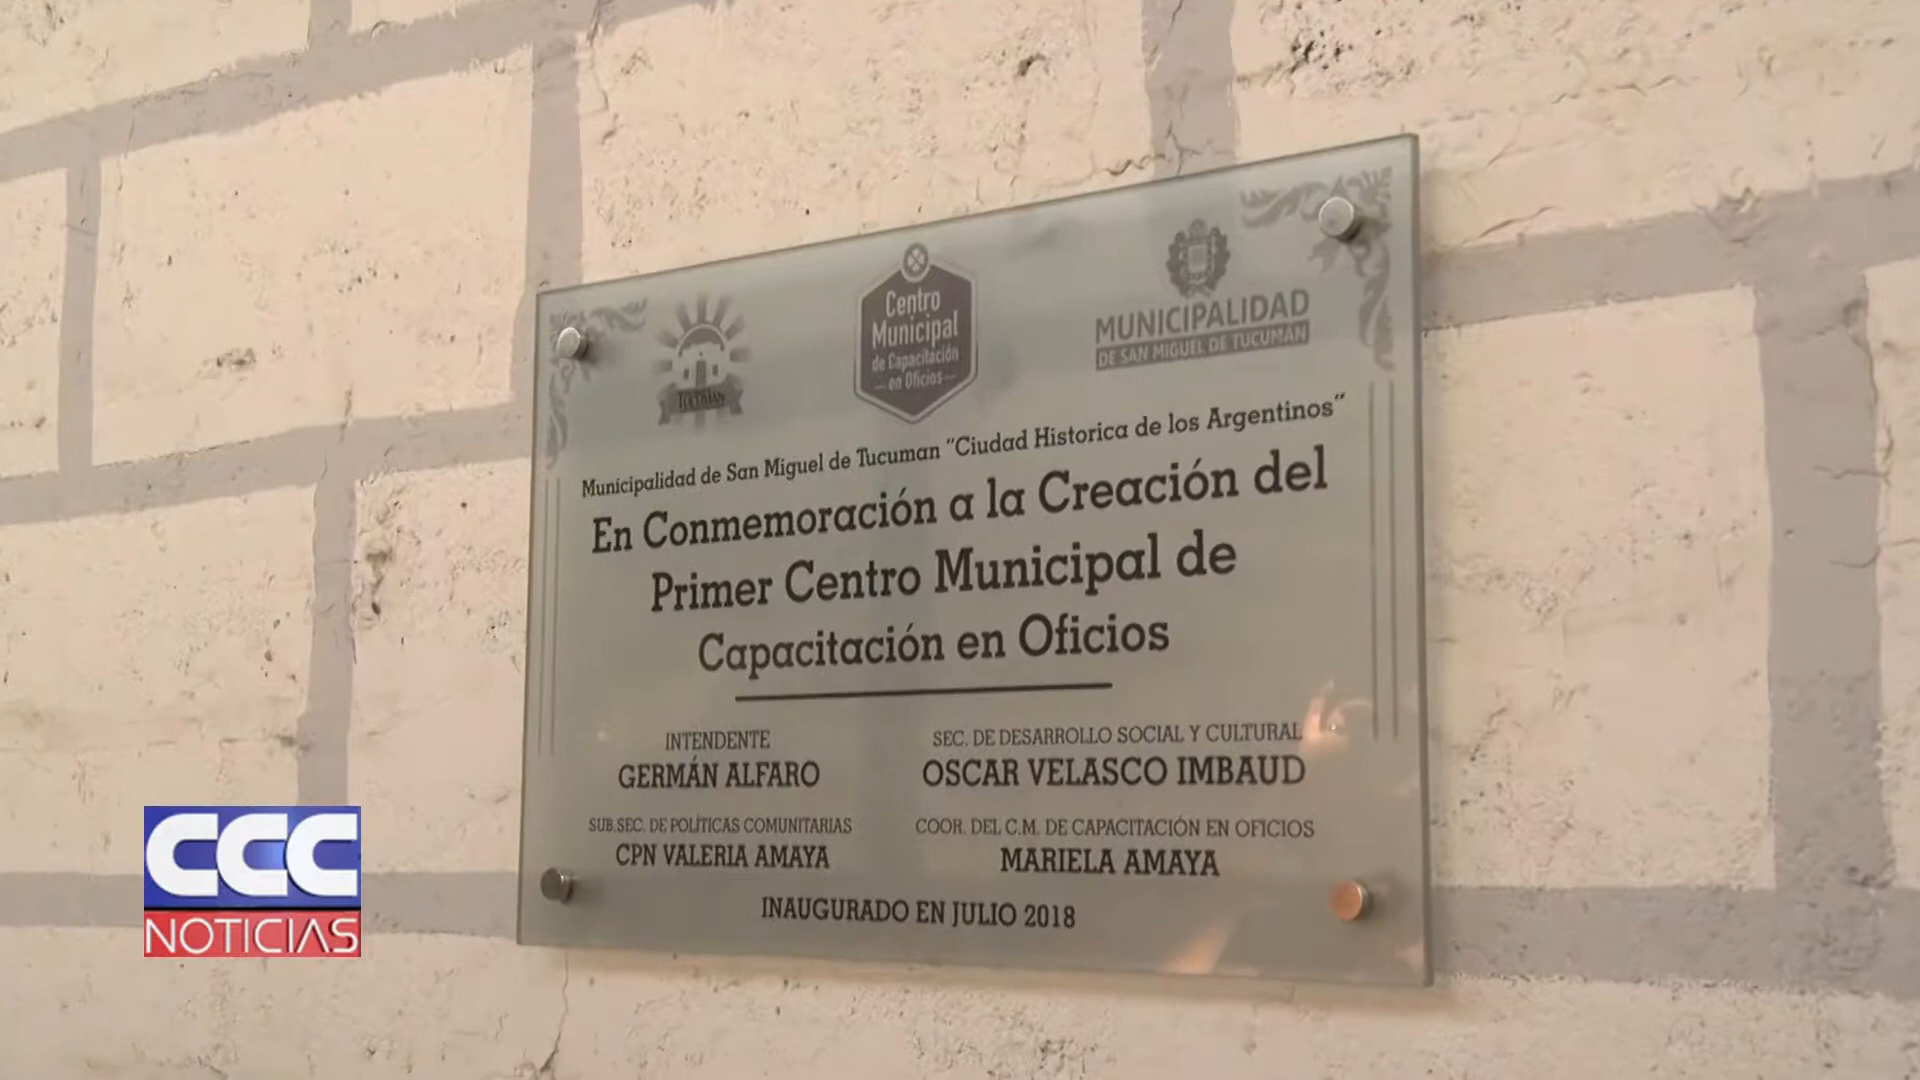 TUCUMÁN
Centro
Municipal
de Capacitación
en Oficios
MUNICIPALIDAD
DE SAN MIGUEL DE TUCUMAN
Municipalidad de San Miguel de Tucuman "Ciudad Historica de los Argentinos"
En Conmemoración a la Creación del
Primer Centro Municipal de
Capacitación en Oficios
INTENDENTE
GERMÁN ALFARO
SEC. DE DESARROLLO SOCIAL Y CULTURAL
OSCAR VELASCO IMBAUD
SUB.SEC. DE POLÍTICAS COMUNITARIAS
CPN VALERIA AMAYA
COOR. DEL C.M. DE CAPACITACIÓN EN OFICIOS
MARIELA AMAYA
INAUGURADO EN JULIO 2018
CCC
NOTICIAS